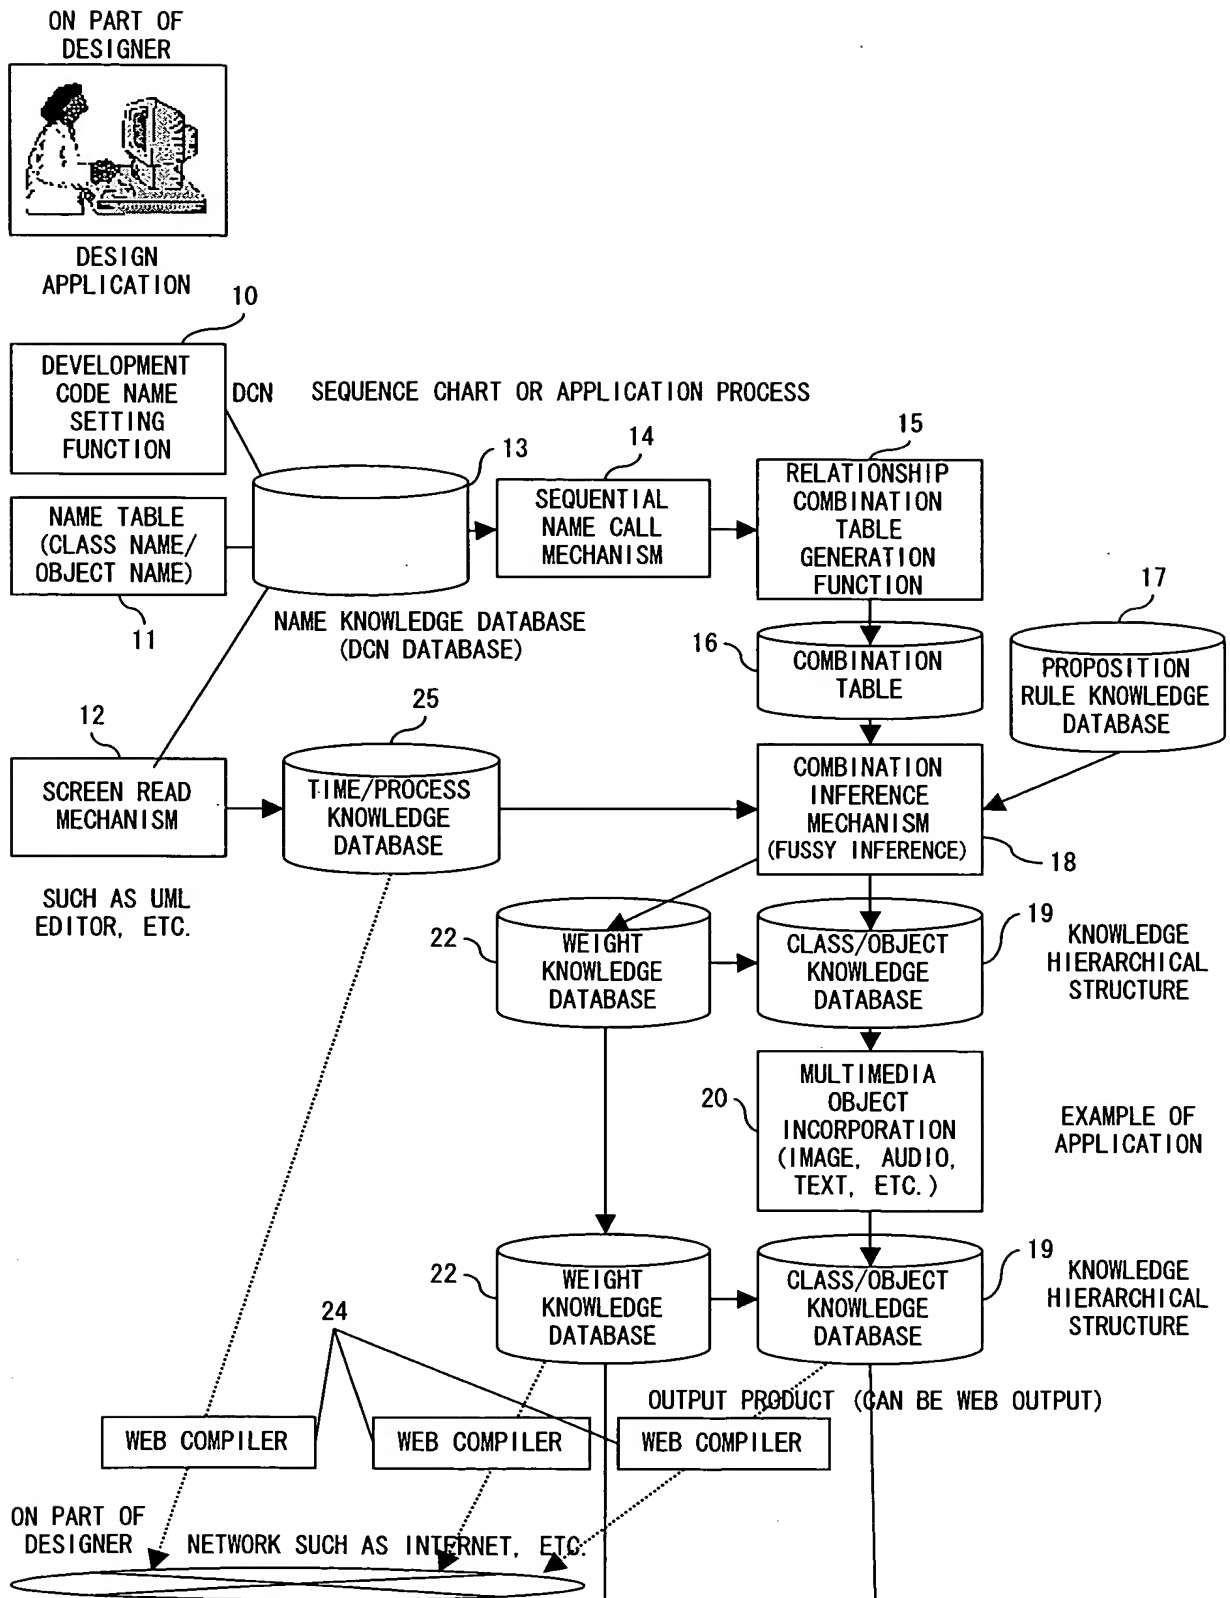 ON PART OF
DESIGNER
DESIGN
APPLICATION
10
DEVELOPMENT
CODE NAME
SETTING
FUNCTION
DCN
SEQUENCE CHART OR APPLICATION PROCESS
NAME TABLE
(CLASS NAME/
OBJECT NAME)
11
13
NAME KNOWLEDGE DATABASE
(DCN DATABASE)
14
SEQUENTIAL
NAME CALL
MECHANISM
15
RELATIONSHIP
COMBINATION
TABLE
GENERATION
FUNCTION
16
COMBINATION
TABLE
17
PROPOSITION
RULE KNOWLEDGE
DATABASE
12
SCREEN READ
MECHANISM
SUCH AS UML
EDITOR, ETC.
25
TIME/PROCESS
KNOWLEDGE
DATABASE
COMBINATION
INFERENCE
MECHANISM
(FUSSY INFERENCE)
18
22
WEIGHT
KNOWLEDGE
DATABASE
CLASS/OBJECT
KNOWLEDGE
DATABASE
19
KNOWLEDGE
HIERARCHICAL
STRUCTURE
20
MULTIMEDIA
OBJECT
INCORPORATION
(IMAGE, AUDIO,
TEXT, ETC.)
EXAMPLE OF
APPLICATION
22
WEIGHT
KNOWLEDGE
DATABASE
CLASS/OBJECT
KNOWLEDGE
DATABASE
19
KNOWLEDGE
HIERARCHICAL
STRUCTURE
24
OUTPUT PRODUCT (CAN BE WEB OUTPUT)
WEB COMPILER
WEB COMPILER
WEB COMPILER
ON PART OF
DESIGNER
NETWORK SUCH AS INTERNET, ETC.